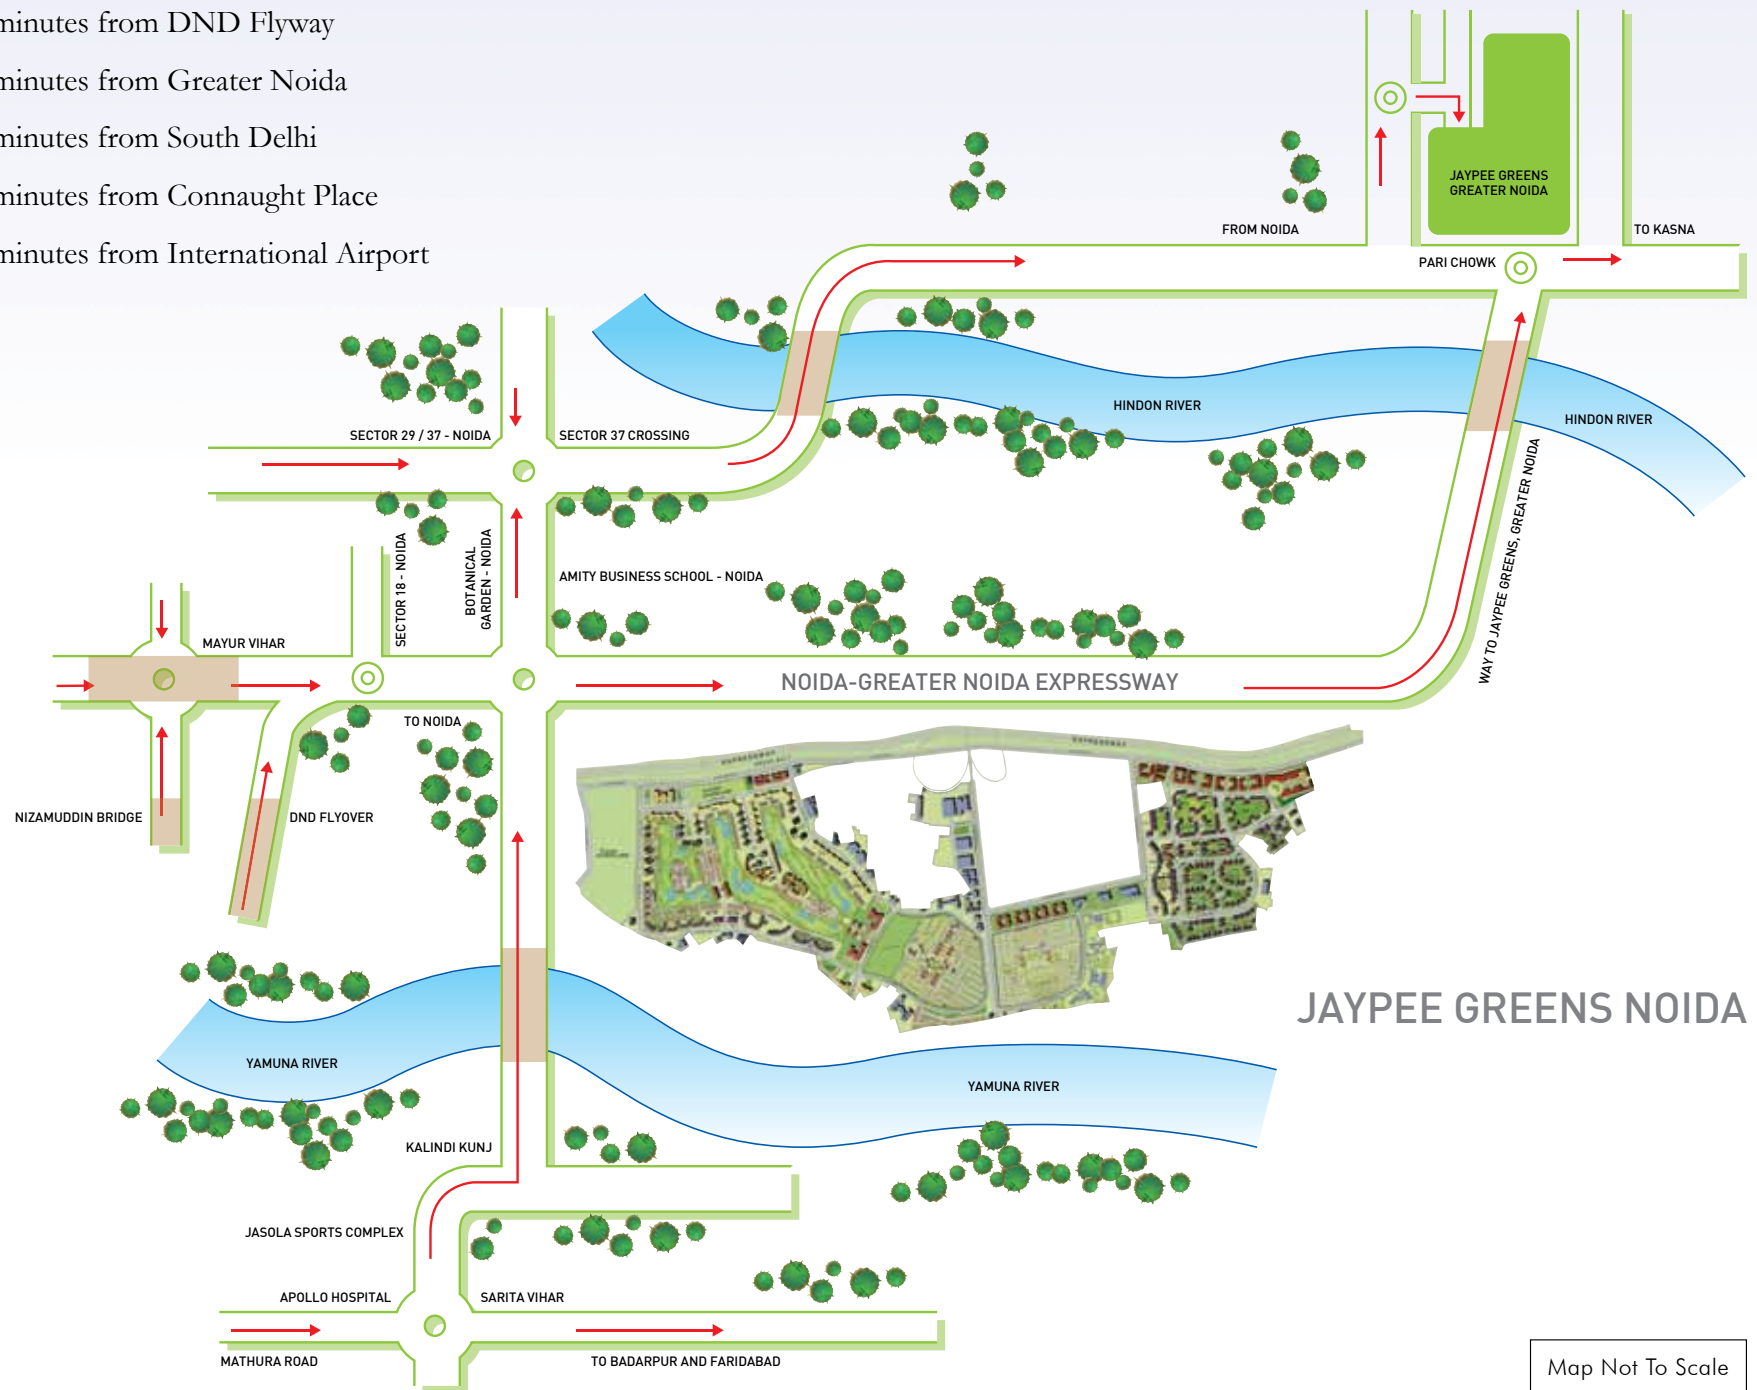 minutes from DND Flyway
minutes from Greater Noida
minutes from South Delhi
minutes from Connaught Place
minutes from International Airport
JAYPEE GREENS
GREATER NOIDA
FROM NOIDA
TO KASNA
PARI CHOWK
HINDON RIVER
HINDON RIVER
SECTOR 29 / 37 - NOIDA
SECTOR 37 CROSSING
WAY TO JAYPEE GREENS, GREATER NOIDA
SECTOR 18 - NOIDA
BOTANICAL
GARDEN - NOIDA
AMITY BUSINESS SCHOOL - NOIDA
MAYUR VIHAR
NOIDA-GREATER NOIDA EXPRESSWAY
TO NOIDA
NIZAMUDDIN BRIDGE
DND FLYOVER
JAYPEE GREENS NOIDA
YAMUNA RIVER
YAMUNA RIVER
KALINDI KUNJ
JASOLA SPORTS COMPLEX
APOLLO HOSPITAL
SARITA VIHAR
MATHURA ROAD
TO BADARPUR AND FARIDABAD
Map Not To Scale